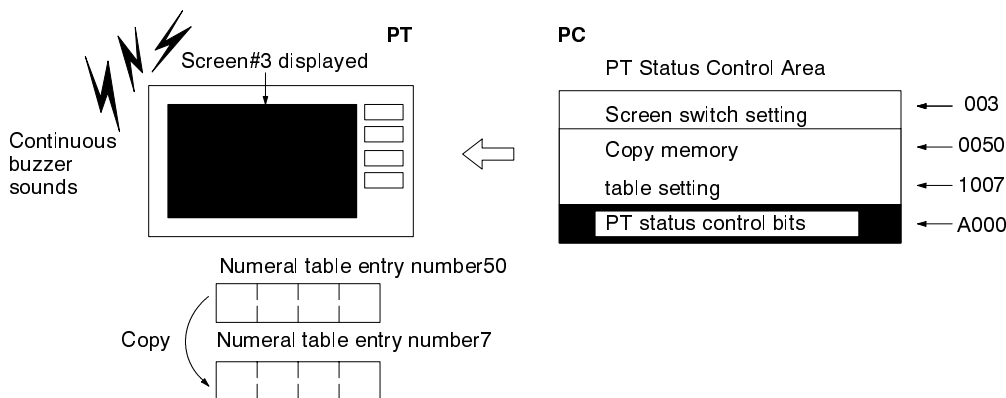 PT
PC
Screen#3 displayed
PT Status Control Area
Continuous
buzzer
sounds
Screen switch setting
003
Copy memory
0050
table setting
1007
PT status control bits
A000
Numeral table entry number50
Copy
Numeral table entry number7